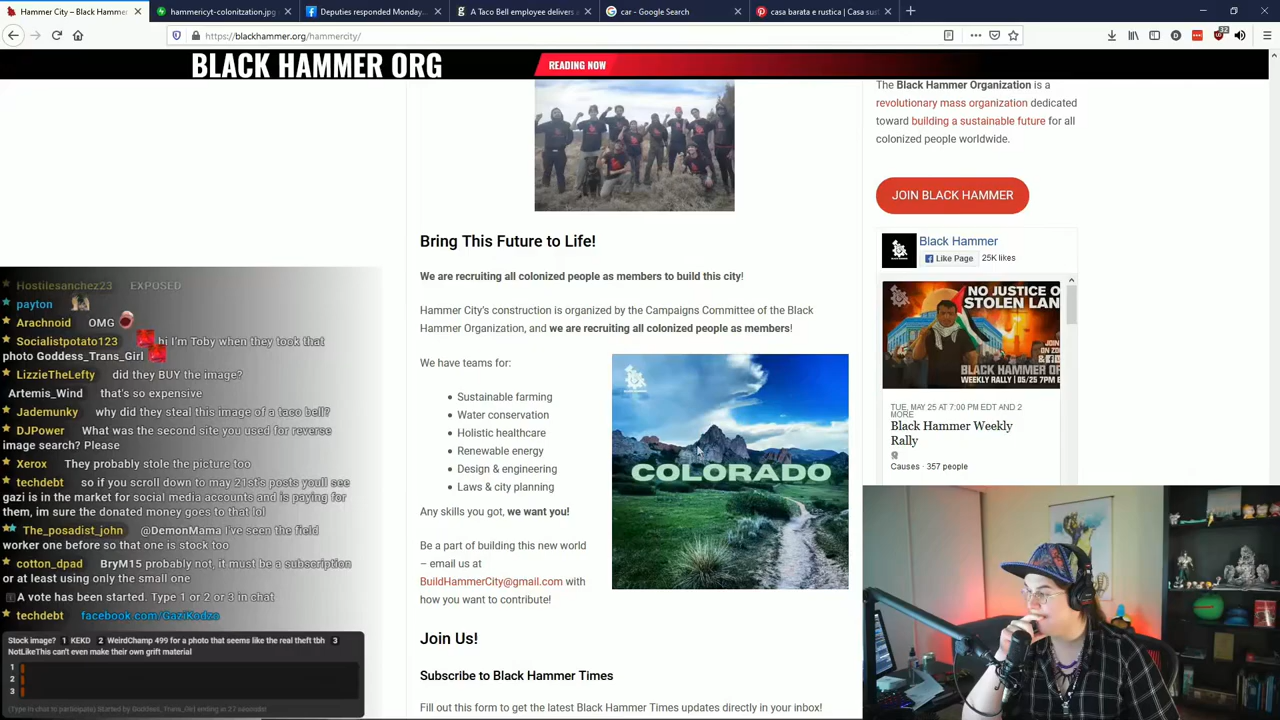 Hammer City – Black Hammer
hammericyt-colonitzation.jpg
Deputies responded Monday
A Taco Bell employee delivers
car - Google Search
casa barata e rustica | Casa sus
https://blackhammer.org/hammercity/
32
BLACK HAMMER ORG
READING NOW
The Black Hammer Organization is a
revolutionary mass organization dedicated
toward building a sustainable future for all
colonized people worldwide.
JOIN BLACK HAMMER
Black Hammer
Like Page 25K likes
NO JUSTICE O
STOLEN LAN
JOIN
ON ZO
BLACK HAMMER O
WEEKLY RALLY | 05/25 7PM E
TUE, MAY 25 AT 7:00 PM EDT AND 2
MORE
Black Hammer Weekly
Rally
Causes · 357 people
Bring This Future to Life!
We are recruiting all colonized people as members to build this city!
Hammer City's construction is organized by the Campaigns Committee of the Black
Hammer Organization, and we are recruiting all colonized people as members!
We have teams for:
Sustainable farming
Water conservation
Holistic healthcare
Renewable energy
Design & engineering
Laws & city planning
Any skills you got, we want you!
Be a part of building this new world
– email us at
BuildHammerCity@gmail.com with
how you want to contribute!
COLORADO
Join Us!
Subscribe to Black Hammer Times
Fill out this form to get the latest Black Hammer Times updates directly in your inbox!
Hostilesanchez23 EXPOSED
payton
Arachnoid OMG
Socialistpotato123 hi I'm Toby when they took that
photo Goddess_Trans_Girl
LizzieTheLefty did they BUY the image?
Artemis_Wind that's so expensive
Jademunky why did they steal this image of a taco bell?
DJPower What was the second site you used for reverse
image search? Please
Xerox They probably stole the picture too
techdebt so if you scroll down to may 21st's posts youll see
gazi is in the market for social media accounts and is paying for
them, im sure the donated money goes to that lol
The_posadist_john @DemonMama I've seen the field
worker one before so that one is stock too
cotton_dpad BryM15 probably not, it must be a subscription
or at least using only the small one
A vote has been started. Type 1 or 2 or 3 in chat
techdebt facebook.com/GaziKodzo
Stock image? 1 KEKD 2 WeirdChamp 499 for a photo that seems like the real theft tbh 3
NotLikeThis can't even make their own grift material
1
2
3